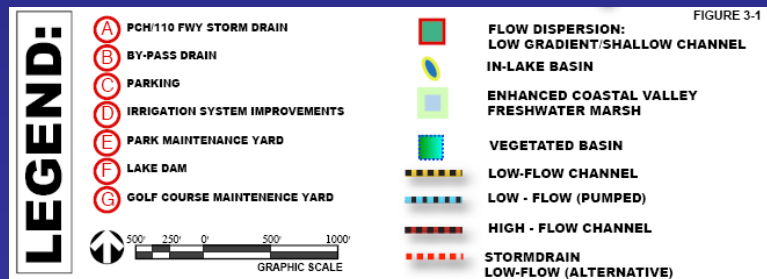 FIGURE 3-1
LEGEND:
A PCH/110 FWY STORM DRAIN
B BY-PASS DRAIN
C PARKING
D IRRIGATION SYSTEM IMPROVEMENTS
E PARK MAINTENANCE YARD
F LAKE DAM
G GOLF COURSE MAINTENENCE YARD
500' 250' 0' 500' 1000'
GRAPHIC SCALE
FLOW DISPERSION:
LOW GRADIENT/SHALLOW CHANNEL
IN-LAKE BASIN
ENHANCED COASTAL VALLEY
FRESHWATER MARSH
VEGETATED BASIN
LOW-FLOW CHANNEL
LOW - FLOW (PUMPED)
HIGH - FLOW CHANNEL
STORMDRAIN
LOW-FLOW (ALTERNATIVE)